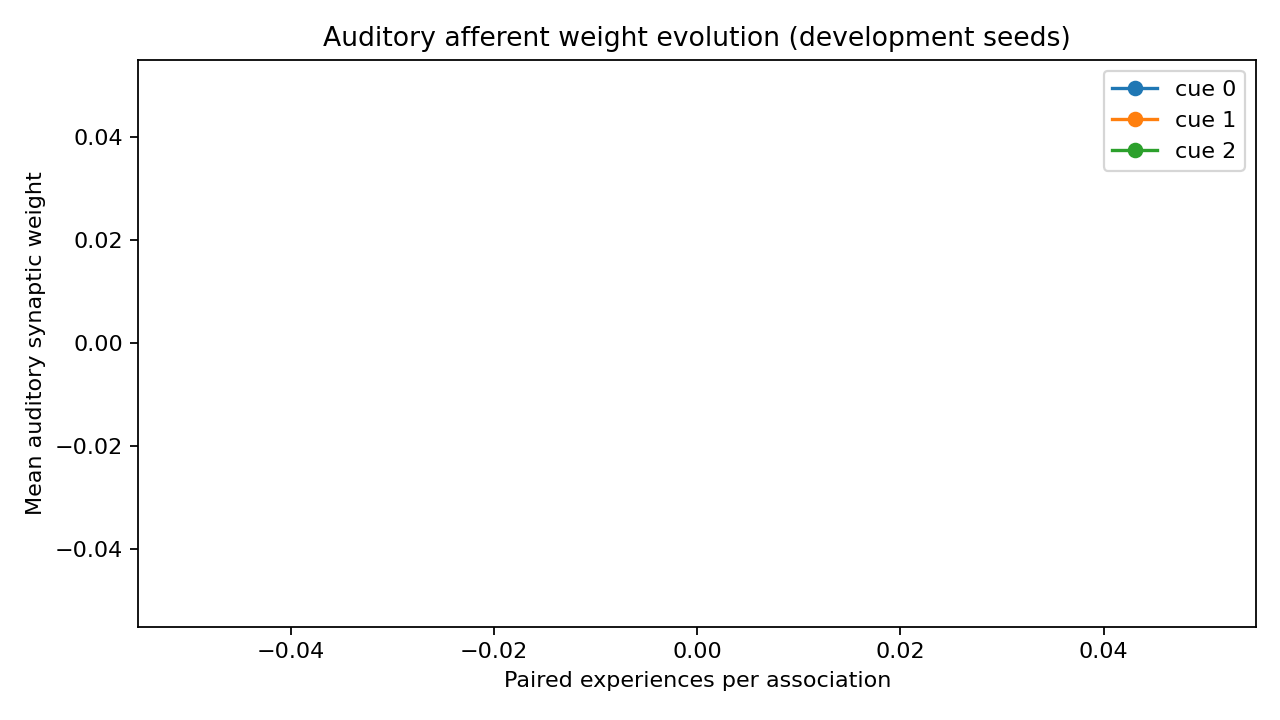 Auditory afferent weight evolution (development seeds)
cue 0
cue 1
cue 2
Mean auditory synaptic weight
0.04
0.02
0.00
−0.02
−0.04
−0.04
−0.02
0.00
0.02
0.04
Paired experiences per association